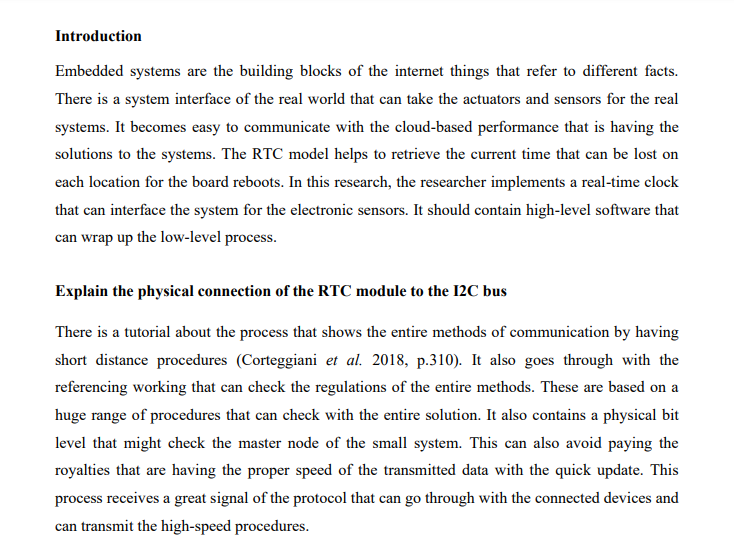 Introduction
Embedded systems are the building blocks of the internet things that refer to different facts.
There is a system interface of the real world that can take the actuators and sensors for the real
systems. It becomes easy to communicate with the cloud-based performance that is having the
solutions to the systems. The RTC model helps to retrieve the current time that can be lost on
each location for the board reboots. In this research, the researcher implements a real-time clock
that can interface the system for the electronic sensors. It should contain high-level software that
can wrap up the low-level process.
Explain the physical connection of the RTC module to the I2C bus
There is a tutorial about the process that shows the entire methods of communication by having
short distance procedures (Corteggiani et al. 2018, p.310). It also goes through with the
referencing working that can check the regulations of the entire methods. These are based on a
huge range of procedures that can check with the entire solution. It also contains a physical bit
level that might check the master node of the small system. This can also avoid paying the
royalties that are having the proper speed of the transmitted data with the quick update. This
process receives a great signal of the protocol that can go through with the connected devices and
can transmit the high-speed procedures.